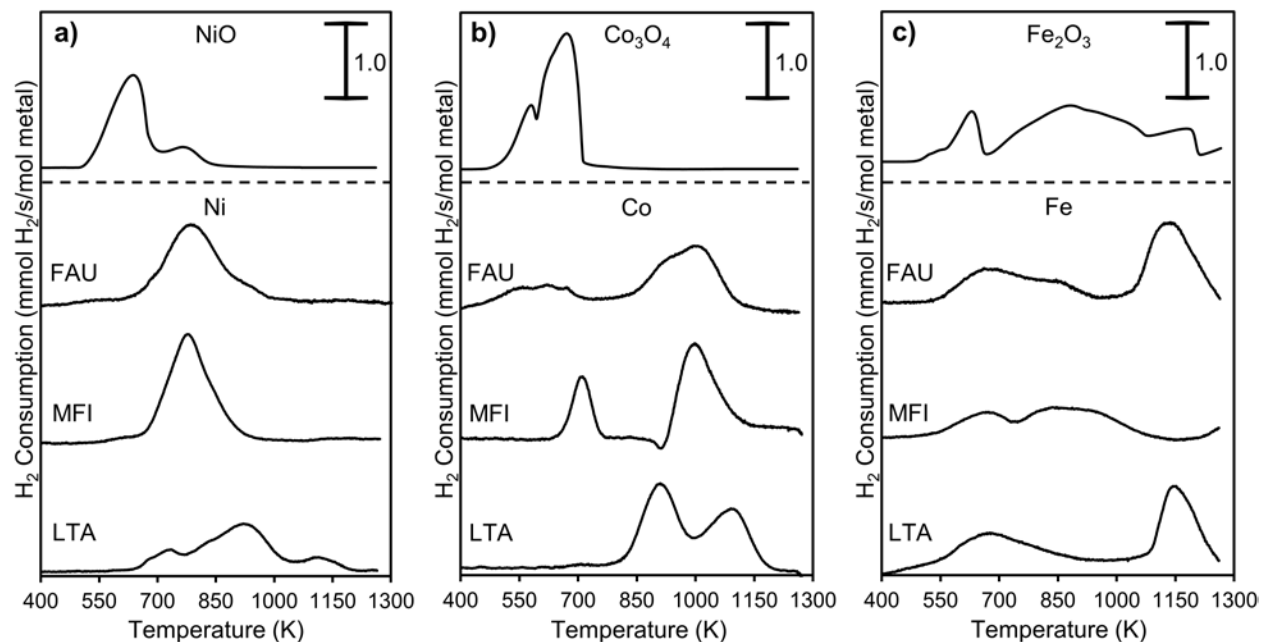 a)
NiO
1.0
Ni
FAU
MFI
LTA
H₂ Consumption (mmol H₂/s/mol metal)
400 550 700 850 1000 1150 1300
Temperature (K)
b)
Co₃O₄
1.0
Co
FAU
MFI
LTA
H₂ Consumption (mmol H₂/s/mol metal)
400 550 700 850 1000 1150 1300
Temperature (K)
c)
Fe₂O₃
1.0
Fe
FAU
MFI
LTA
H₂ Consumption (mmol H₂/s/mol metal)
400 550 700 850 1000 1150 1300
Temperature (K)